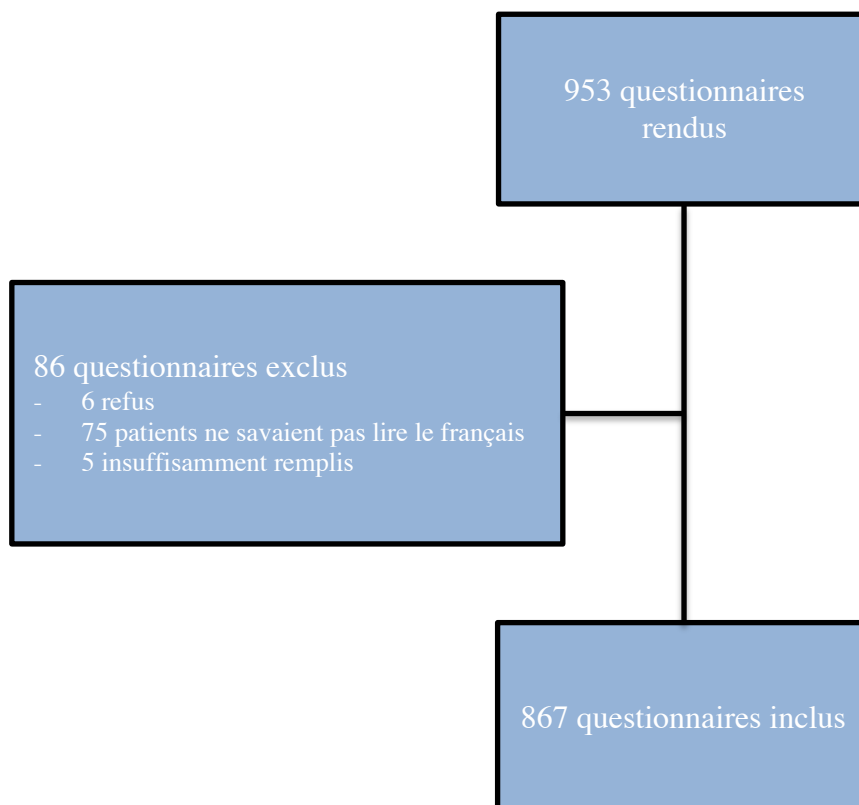 953 questionnaires
rendus
86 questionnaires exclus
- 6 refus
- 75 patients ne savaient pas lire le français
- 5 insuffisamment remplis
867 questionnaires inclus